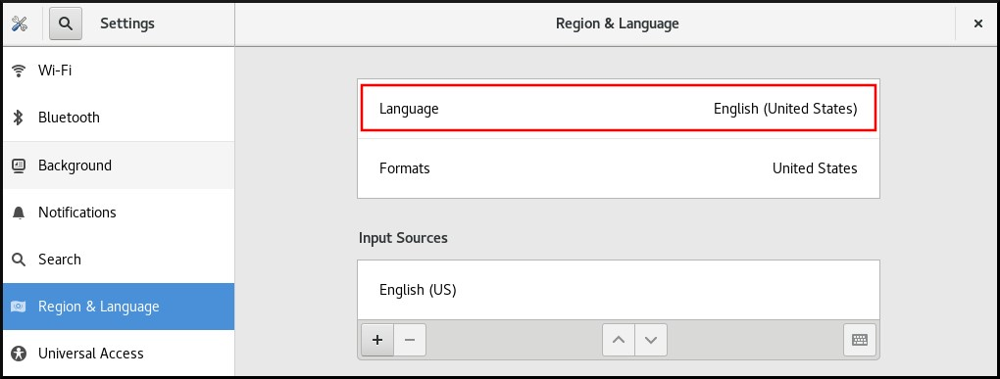 Settings
Region & Language
Wi-Fi
Bluetooth
Background
Notifications
Search
Region & Language
Universal Access
Language English (United States)
Formats United States
Input Sources
English (US)